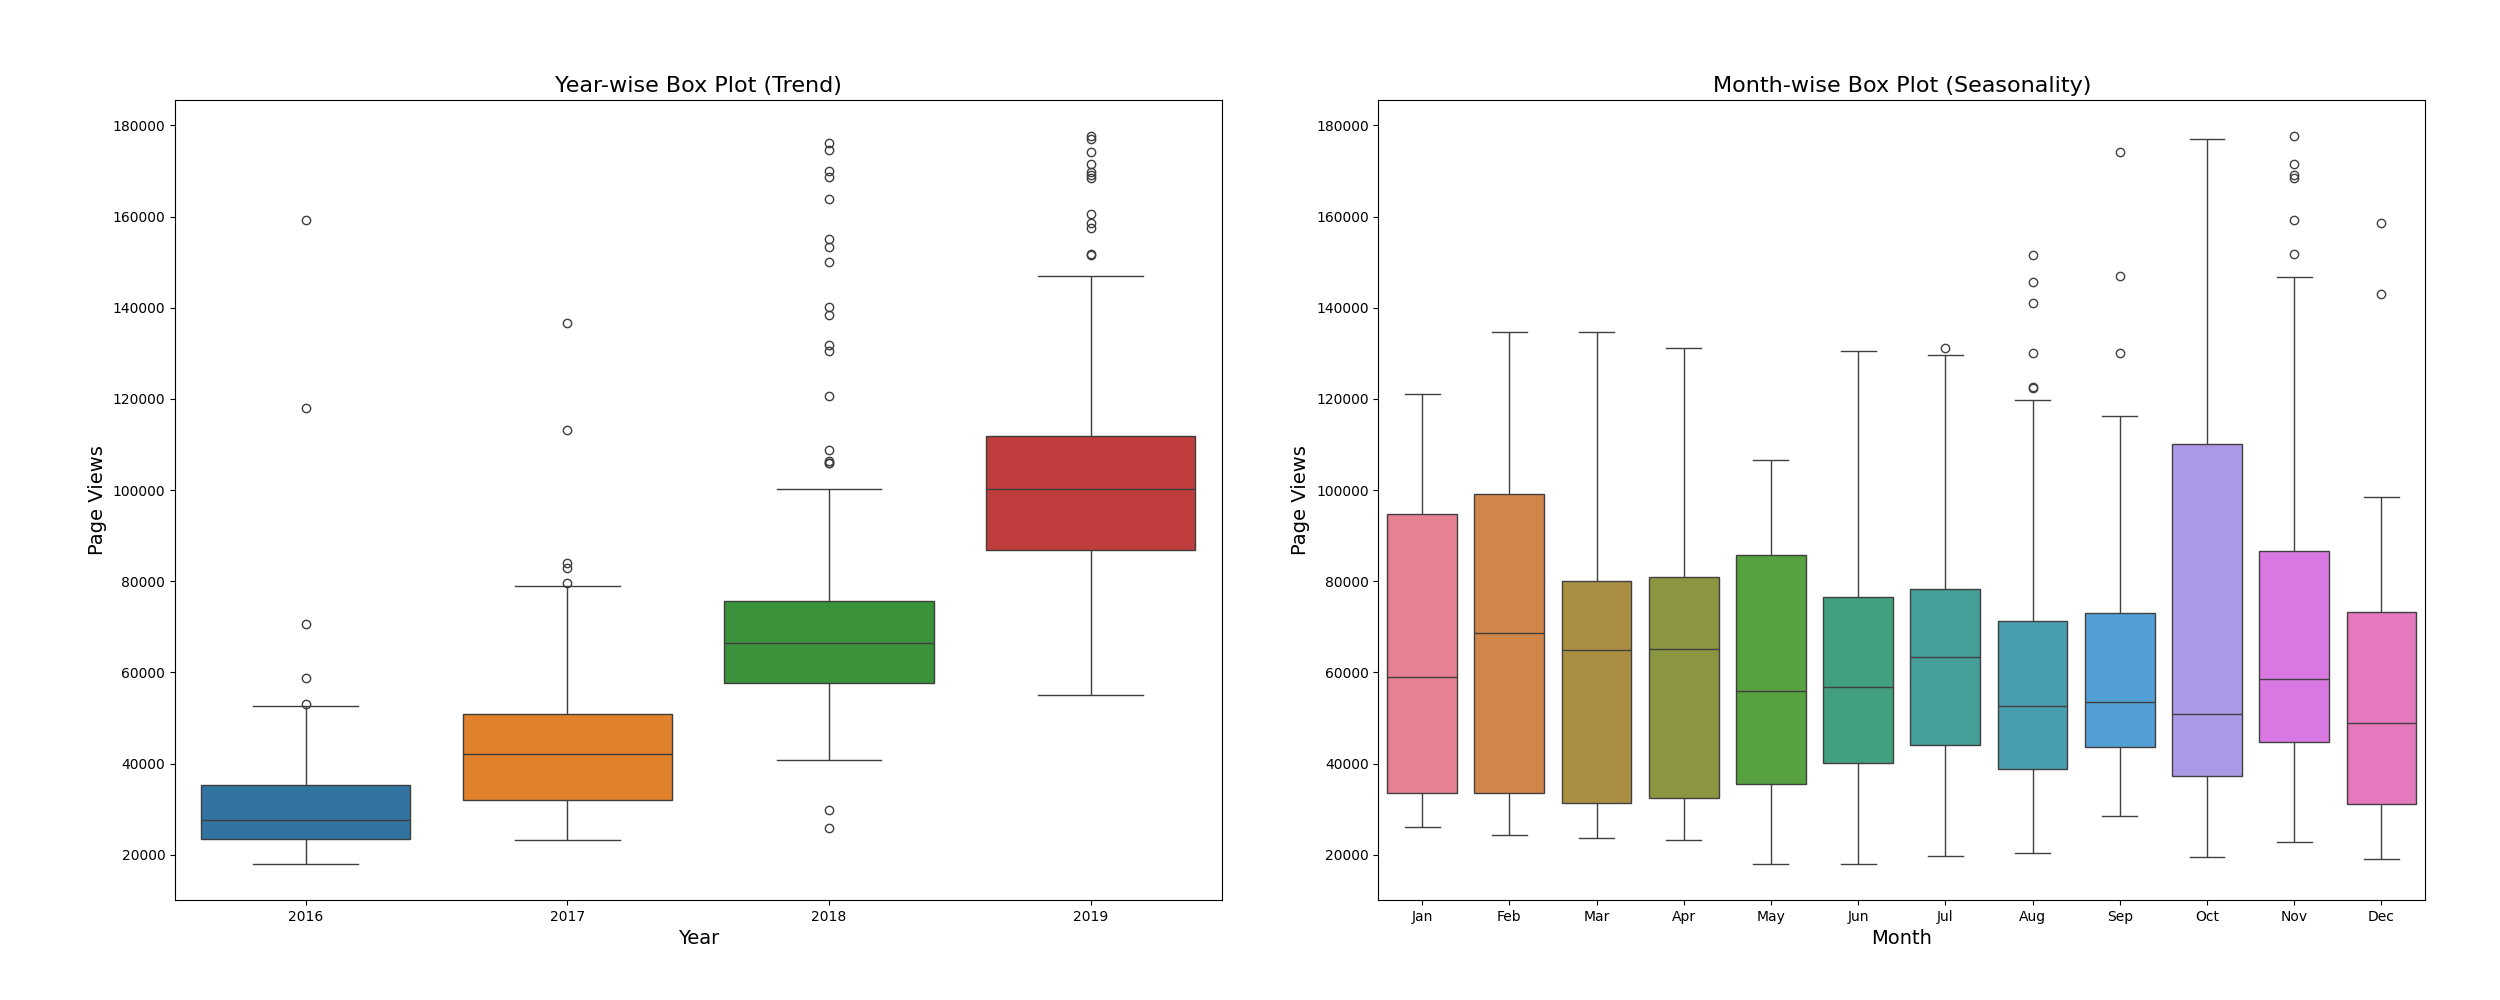 Year-wise Box Plot (Trend)
180000
160000
140000
120000
100000
80000
60000
40000
20000
Page Views
2016 2017 2018 2019
Year
Month-wise Box Plot (Seasonality)
180000
160000
140000
120000
100000
80000
60000
40000
20000
Page Views
Jan Feb Mar Apr May Jun Jul Aug Sep Oct Nov Dec
Month